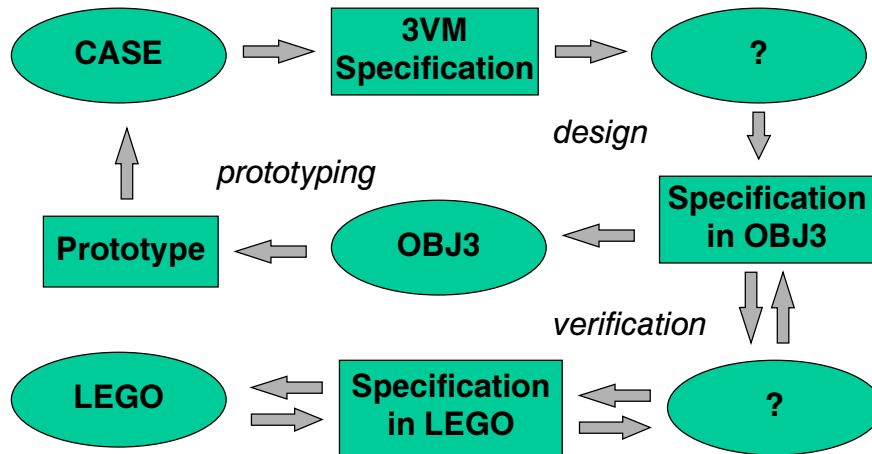 CASE
3VM
Specification
?
design
prototyping
Specification
in OBJ3
OBJ3
Prototype
verification
LEGO
Specification
in LEGO
?